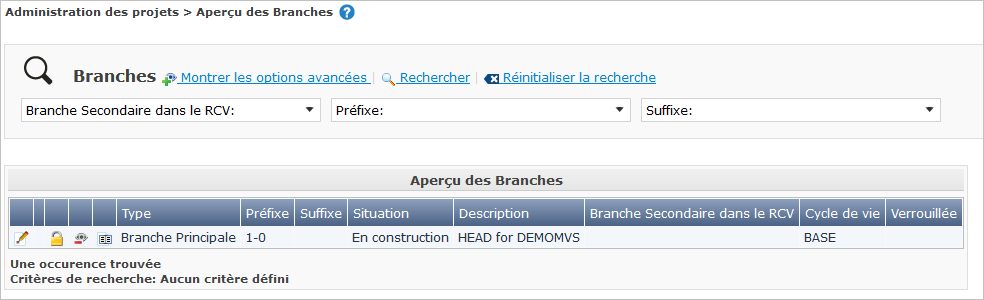 Administration des projets > Aperçu des Branches
Branches Montrer les options avancées | Rechercher | Réinitialiser la recherche
Branche Secondaire dans le RCV: Préfixe: Suffixe:
Aperçu des Branches
Type Préfixe Suffixe Situation Description Branche Secondaire dans le RCV Cycle de vie Verrouillée
Branche Principale 1-0 En construction HEAD for DEMOMVS BASE
Une occurence trouvée
Critères de recherche: Aucun critère défini